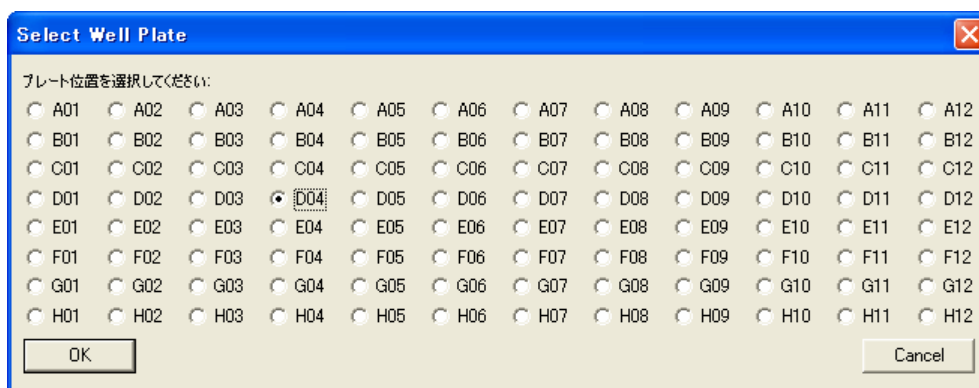 Select Well Plate
プレート位置を選択してください:
A01 A02 A03 A04 A05 A06 A07 A08 A09 A10 A11 A12
B01 B02 B03 B04 B05 B06 B07 B08 B09 B10 B11 B12
C01 C02 C03 C04 C05 C06 C07 C08 C09 C10 C11 C12
D01 D02 D03 D04 D05 D06 D07 D08 D09 D10 D11 D12
E01 E02 E03 E04 E05 E06 E07 E08 E09 E10 E11 E12
F01 F02 F03 F04 F05 F06 F07 F08 F09 F10 F11 F12
G01 G02 G03 G04 G05 G06 G07 G08 G09 G10 G11 G12
H01 H02 H03 H04 H05 H06 H07 H08 H09 H10 H11 H12
OK Cancel